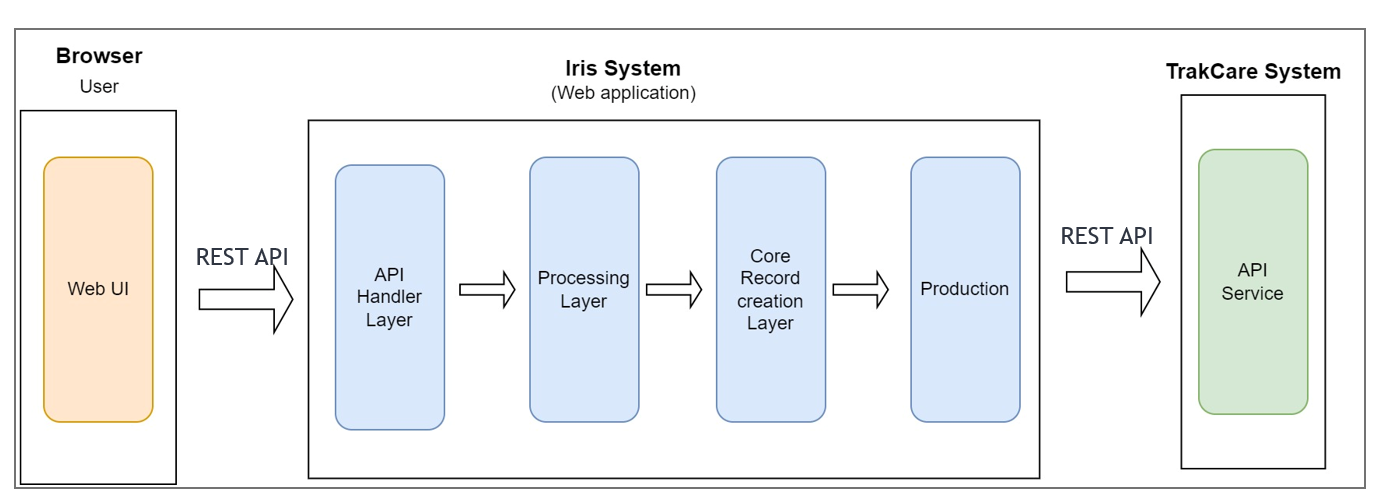 Browser
User
Iris System
(Web application)
TrakCare System
Web UI
REST API
API
Handler
Layer
Processing
Layer
Core
Record
creation
Layer
Production
REST API
API
Service